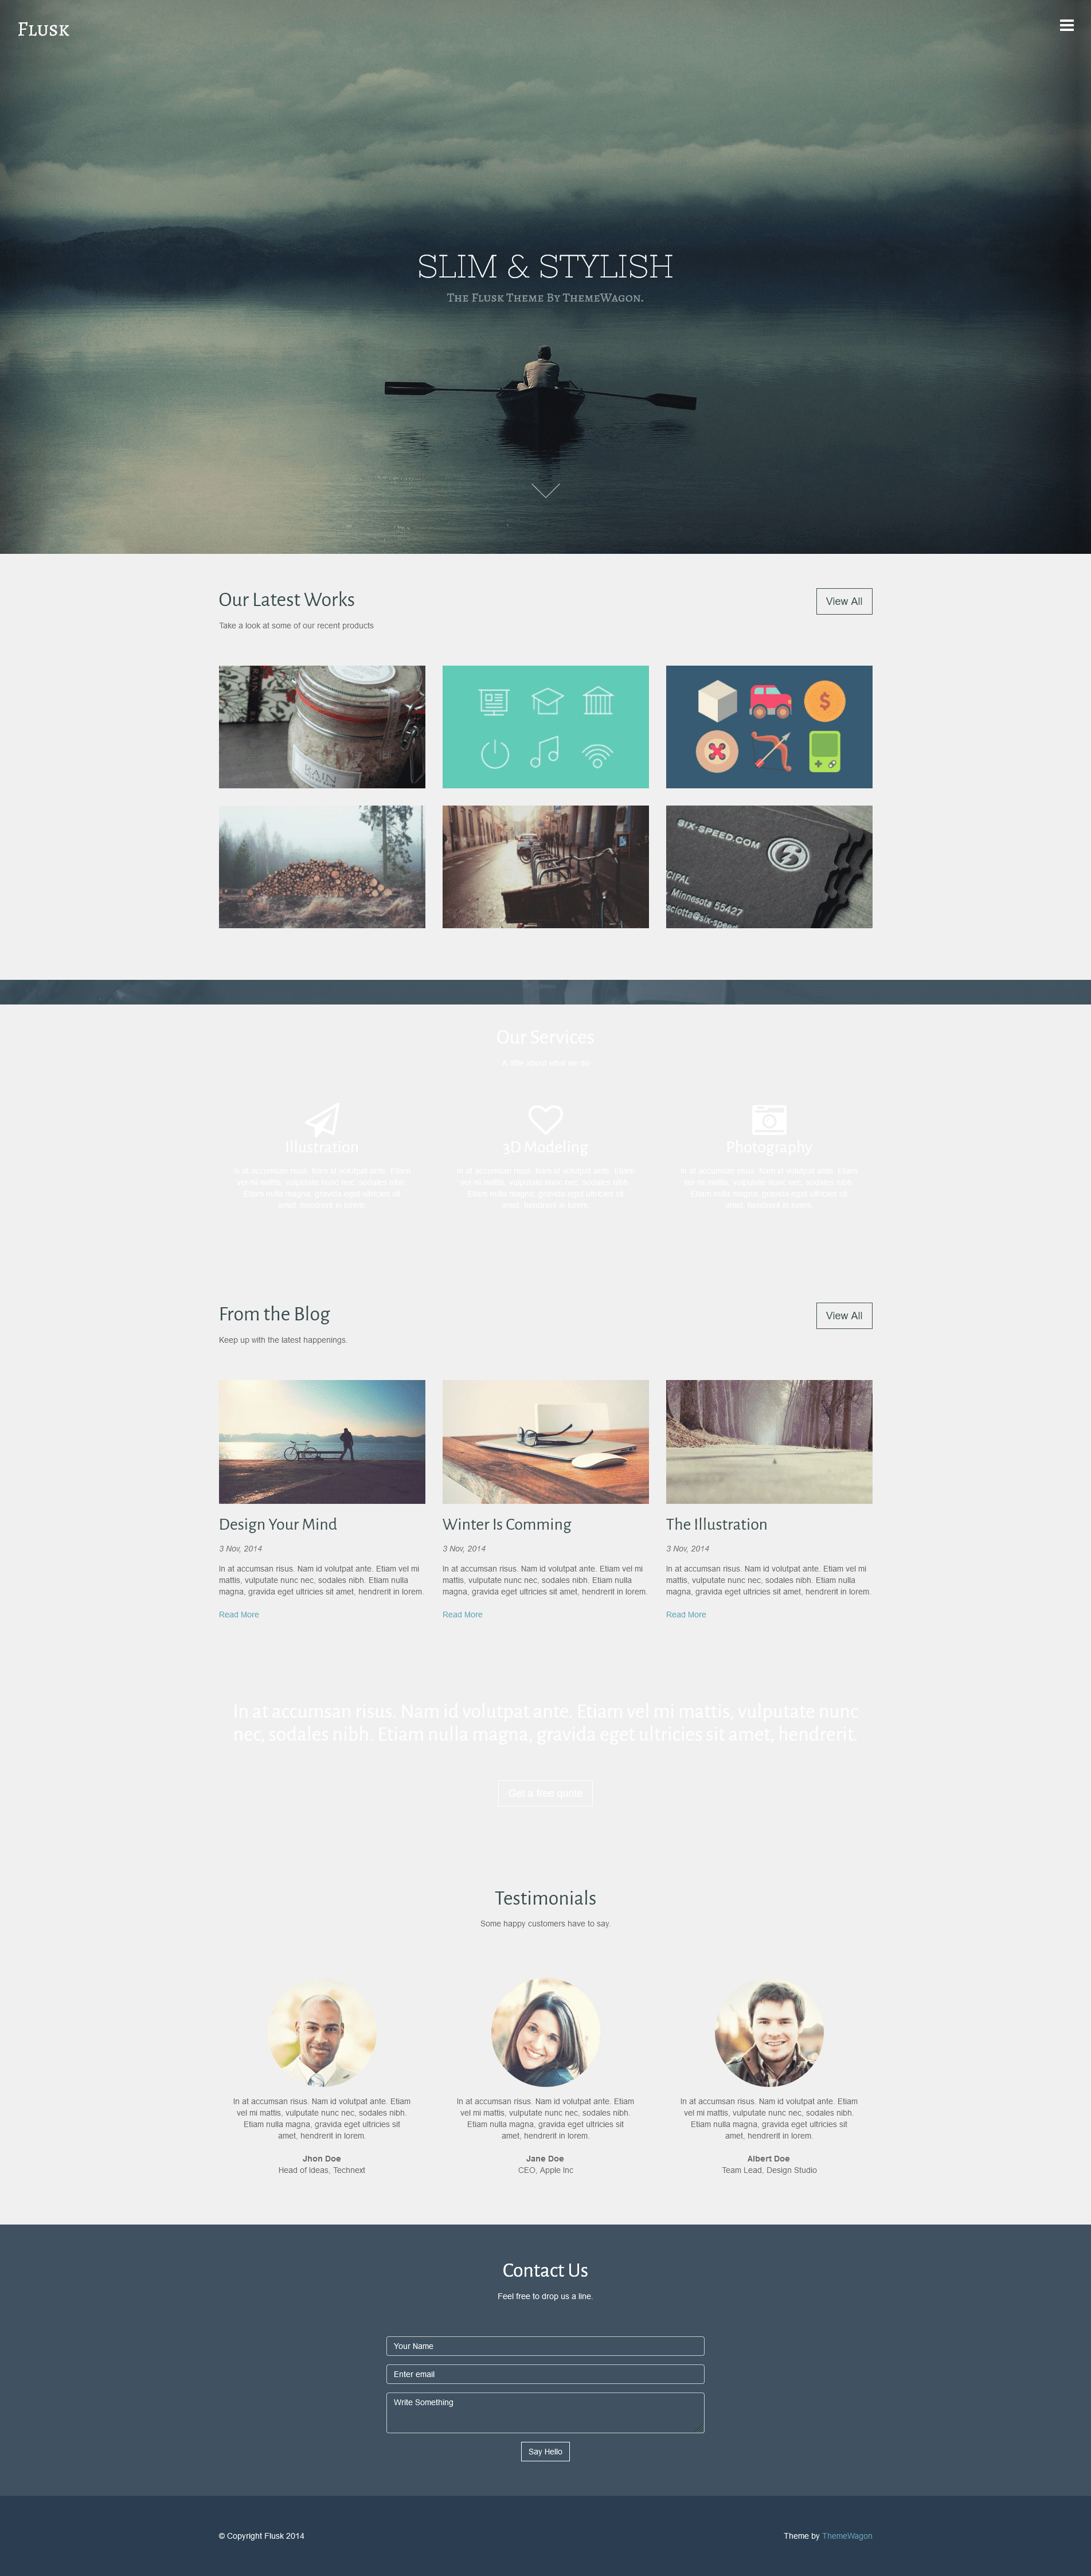 Flusk
SLIM & STYLISH
The Flusk Theme By ThemeWagon.
Our Latest Works
View All
Take a look at some of our recent products
RAIN
RAIN
SIX-SPEED.COM
CIPAL
Minnesota 55427
sciotta@six-speed
Our Services
A little about what we do.
Illustration
3D Modeling
Photography
In at accumsan risus. Nam id volutpat ante. Etiam
vel mi mattis, vulputate nunc nec, sodales nibh.
Etiam nulla magna, gravida eget ultricies sit
amet, hendrerit in lorem.
In at accumsan risus. Nam id volutpat ante. Etiam
vel mi mattis, vulputate nunc nec, sodales nibh.
Etiam nulla magna, gravida eget ultricies sit
amet, hendrerit in lorem.
In at accumsan risus. Nam id volutpat ante. Etiam
vel mi mattis, vulputate nunc nec, sodales nibh.
Etiam nulla magna, gravida eget ultricies sit
amet, hendrerit in lorem.
From the Blog
View All
Keep up with the latest happenings.
Design Your Mind
3 Nov, 2014
In at accumsan risus. Nam id volutpat ante. Etiam vel mi
mattis, vulputate nunc nec, sodales nibh. Etiam nulla
magna, gravida eget ultricies sit amet, hendrerit in lorem.
Read More
Winter Is Comming
3 Nov, 2014
In at accumsan risus. Nam id volutpat ante. Etiam vel mi
mattis, vulputate nunc nec, sodales nibh. Etiam nulla
magna, gravida eget ultricies sit amet, hendrerit in lorem.
Read More
The Illustration
3 Nov, 2014
In at accumsan risus. Nam id volutpat ante. Etiam vel mi
mattis, vulputate nunc nec, sodales nibh. Etiam nulla
magna, gravida eget ultricies sit amet, hendrerit in lorem.
Read More
In at accumsan risus. Nam id volutpat ante. Etiam vel mi mattis, vulputate nunc
nec, sodales nibh. Etiam nulla magna, gravida eget ultricies sit amet, hendrerit.
Get a free quote
Testimonials
Some happy customers have to say.
In at accumsan risus. Nam id volutpat ante. Etiam
vel mi mattis, vulputate nunc nec, sodales nibh.
Etiam nulla magna, gravida eget ultricies sit
amet, hendrerit in lorem.
Jhon Doe
Head of Ideas, Technext
In at accumsan risus. Nam id volutpat ante. Etiam
vel mi mattis, vulputate nunc nec, sodales nibh.
Etiam nulla magna, gravida eget ultricies sit
amet, hendrerit in lorem.
Jane Doe
CEO, Apple Inc
In at accumsan risus. Nam id volutpat ante. Etiam
vel mi mattis, vulputate nunc nec, sodales nibh.
Etiam nulla magna, gravida eget ultricies sit
amet, hendrerit in lorem.
Albert Doe
Team Lead, Design Studio
Contact Us
Feel free to drop us a line.
Your Name
Enter email
Write Something
Say Hello
© Copyright Flusk 2014
Theme by ThemeWagon